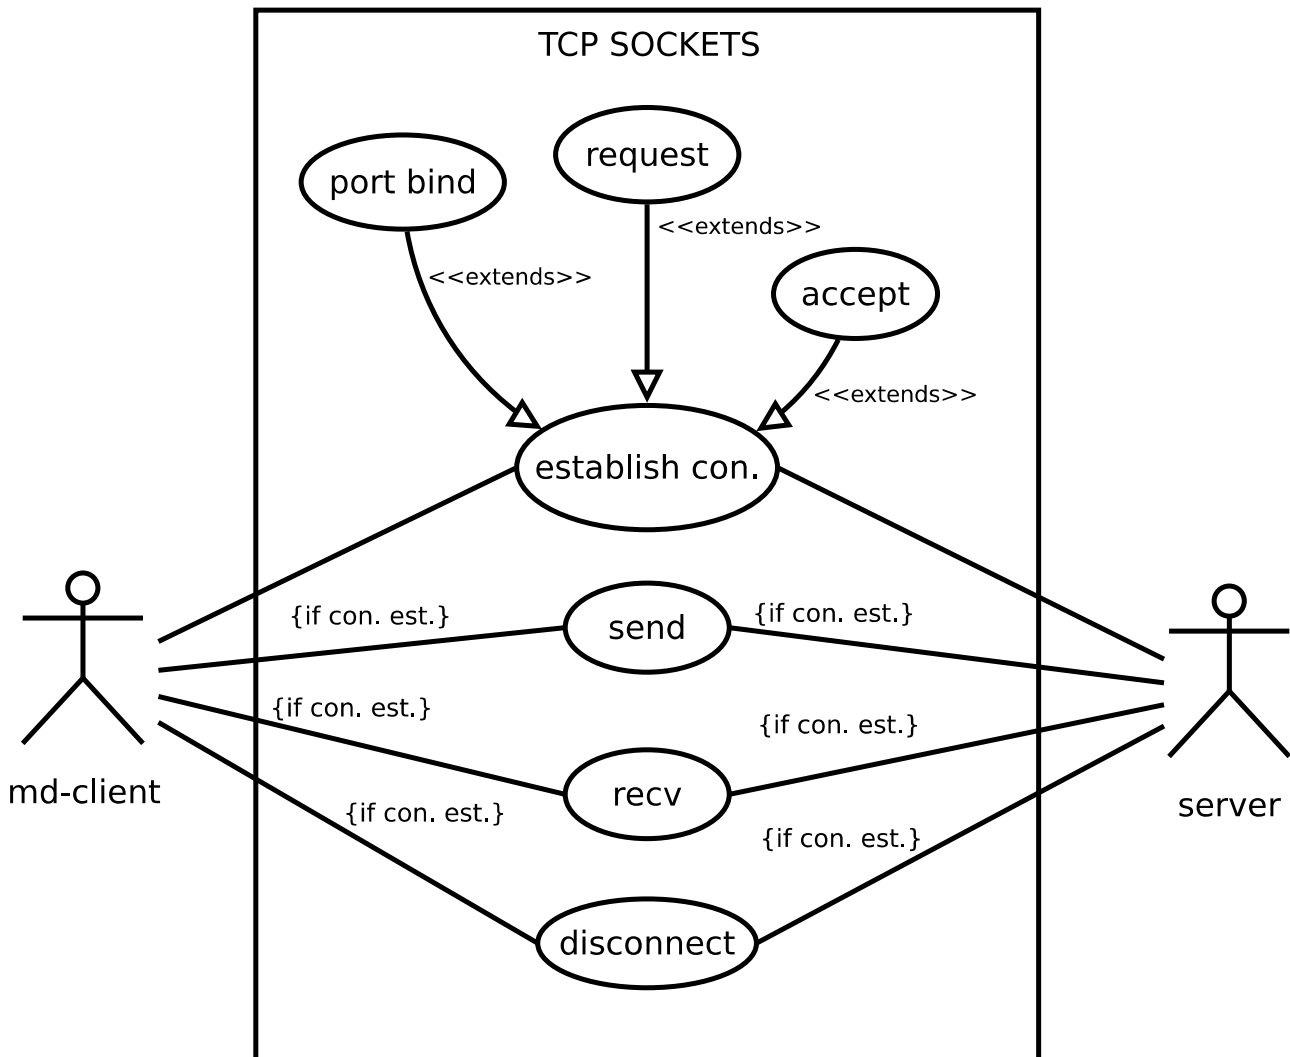 TCP SOCKETS
request
port bind
<<extends>>
<<extends>>
accept
<<extends>>
establish con.
{if con. est.}
send
{if con. est.}
{if con. est.}
{if con. est.}
md-client
recv
server
{if con. est.}
{if con. est.}
disconnect